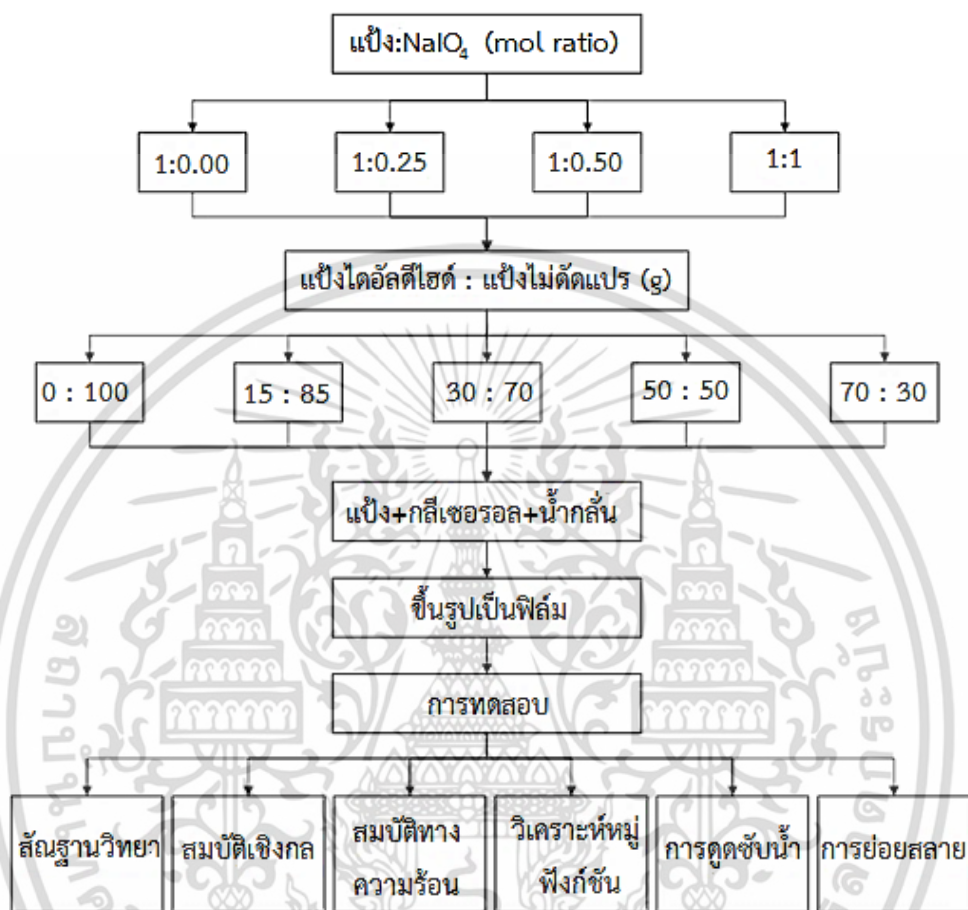 แป้ง:NaIO₄ (mol ratio)
1:0.00
1:0.25
1:0.50
1:1
แป้งไดอัลดีไฮด์ : แป้งไม่ดัดแปร (g)
0 : 100
15 : 85
30 : 70
50 : 50
70 : 30
แป้ง+กลีเซอรอล+น้ำกลั่น
ขึ้นรูปเป็นฟิล์ม
การทดสอบ
สัณฐานวิทยา
สมบัติเชิงกล
สมบัติทาง
ความร้อน
วิเคราะห์หมู่
ฟังก์ชัน
การดูดซับน้ำ
การย่อยสลาย